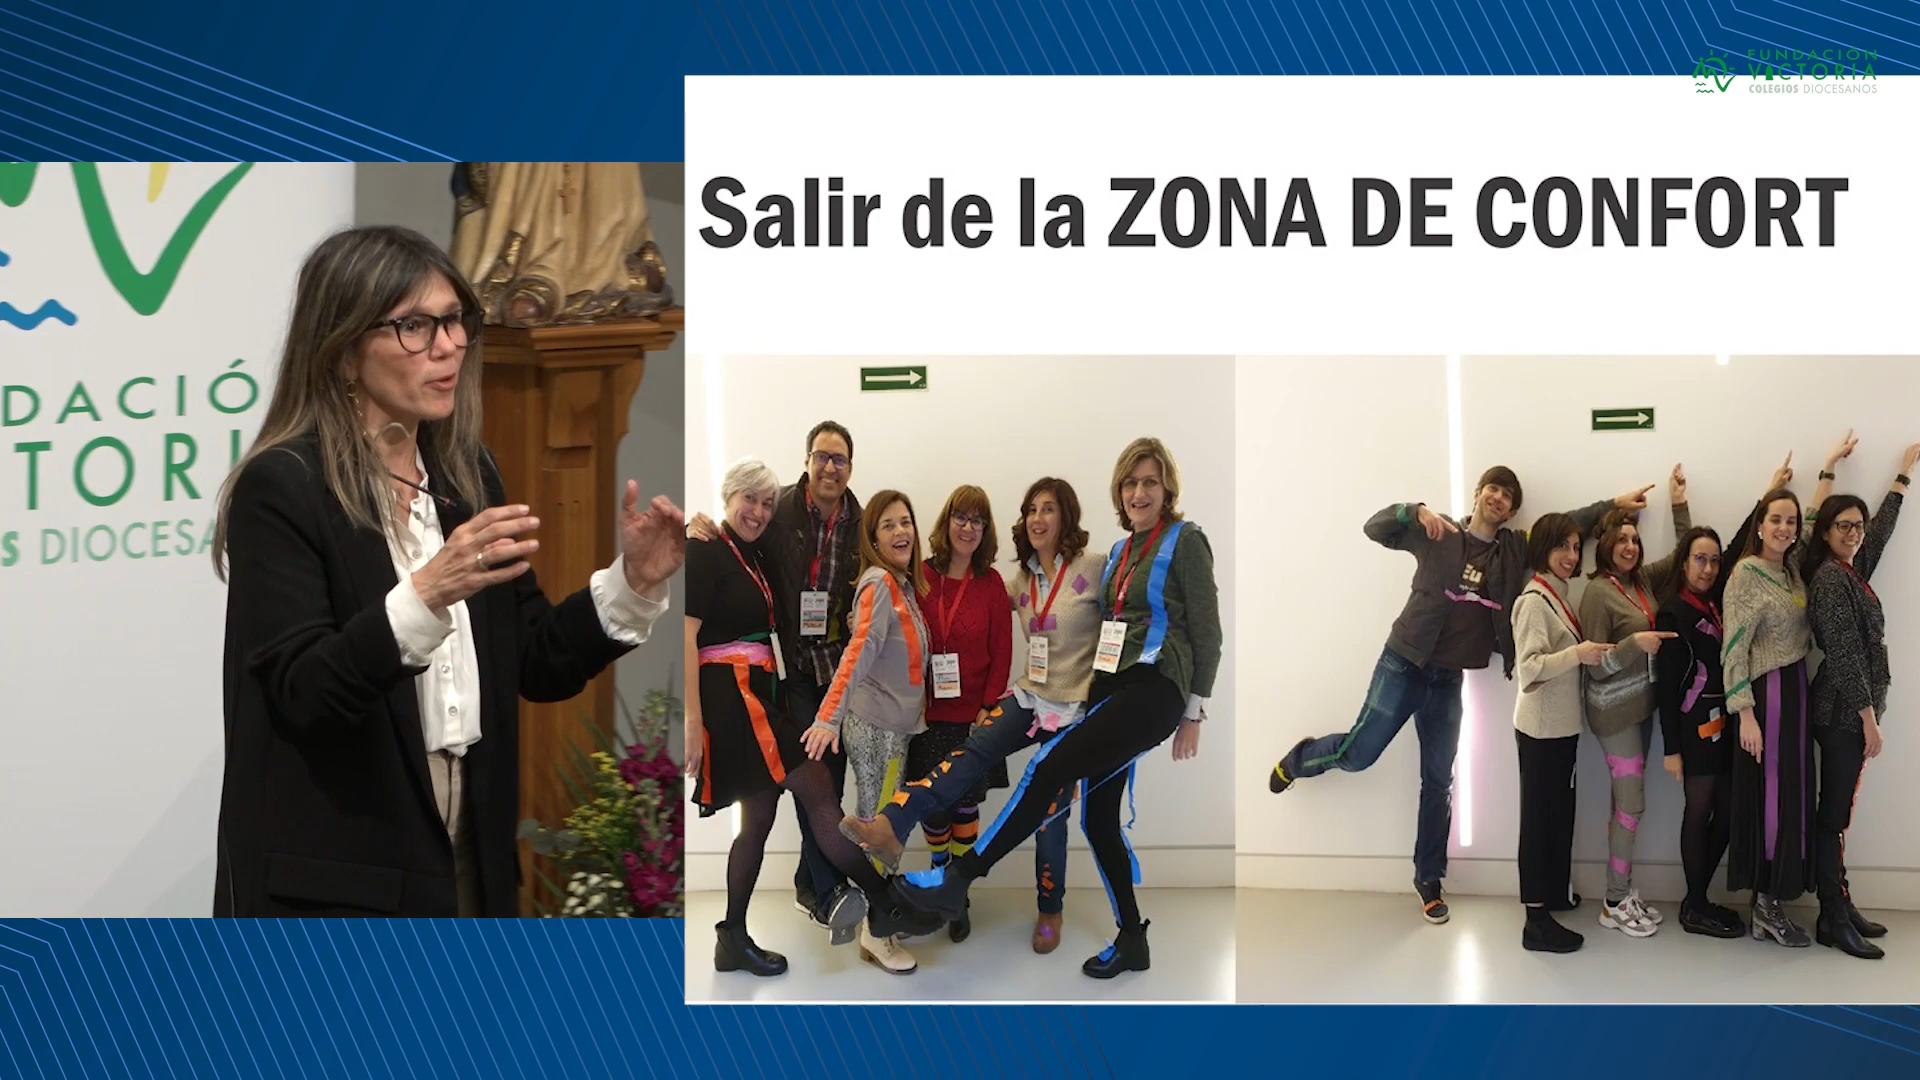 FUNDACIÓN
VICTORIA
COLEGIOS DIOCESANOS
Salir de la ZONA DE CONFORT
DACIÓ
TORI
S DIOCESA